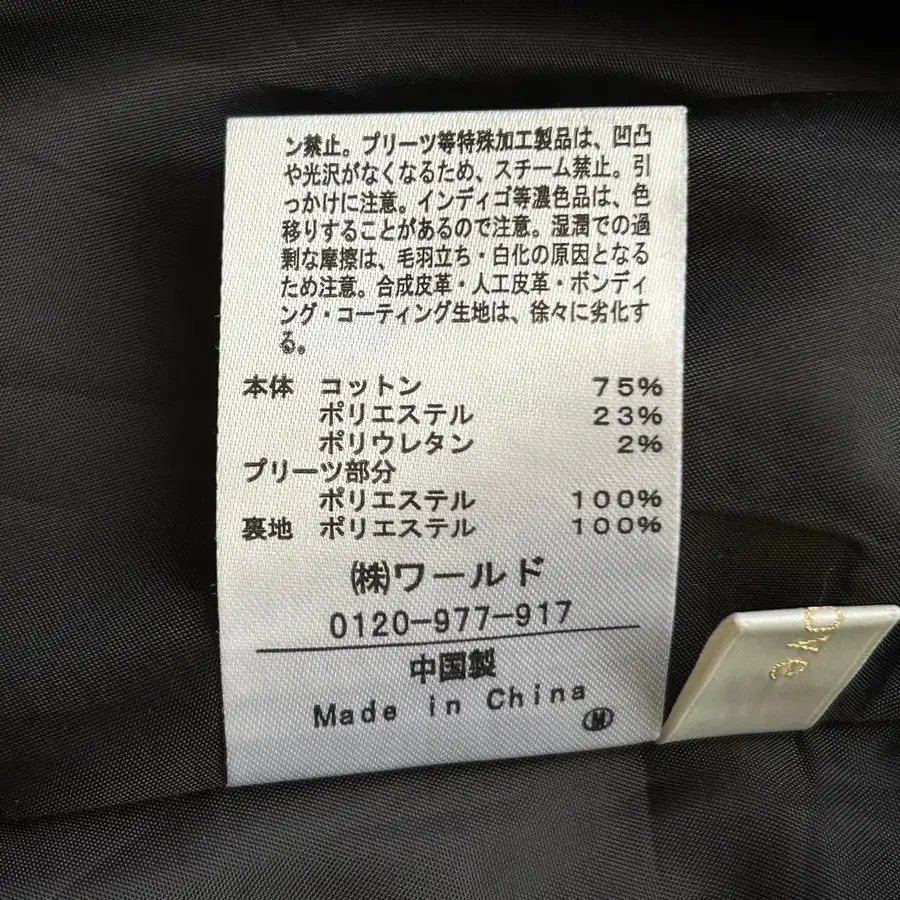 ン禁止。プリーツ等特殊加工製品は、凹凸
や光沢がなくなるため、スチーム禁止。引
っかけに注意。インディゴ等濃色品は、色
移りすることがあるので注意。湿潤での過
剰な摩擦は、毛羽立ち・白化の原因となる
ため注意。合成皮革・人工皮革・ボンディ
ング・コーティング生地は、徐々に劣化す
る。
本体 コットン 75%
ポリエステル 23%
ポリウレタン 2%
プリーツ部分
ポリエステル 100%
裏地 ポリエステル 100%
㈱ワールド
0120-977-917
中国製
Made in China
Ⓜ